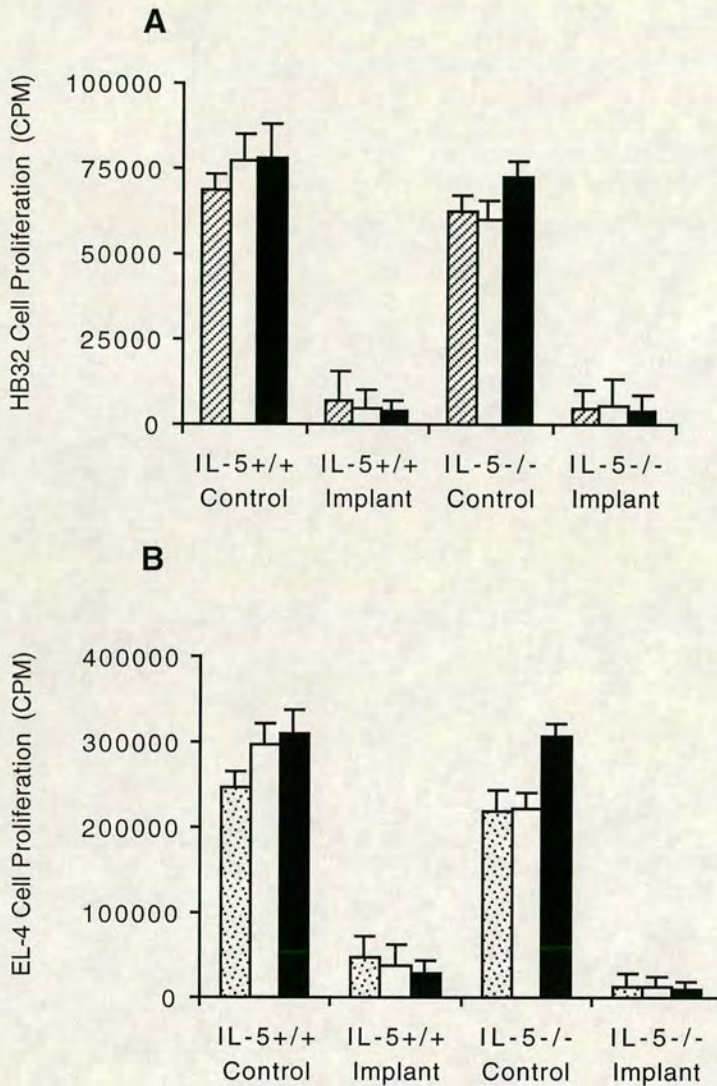 A
HB32 Cell Proliferation (CPM)
100000
75000
50000
25000
0
IL-5+/+ IL-5+/+ IL-5-/- IL-5-/-
Control Implant Control Implant
B
EL-4 Cell Proliferation (CPM)
400000
300000
200000
100000
0
IL-5+/+ IL-5+/+ IL-5-/- IL-5-/-
Control Implant Control Implant